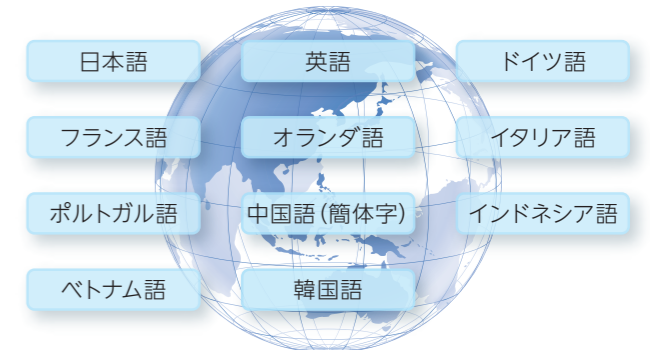 日本語
英語
ドイツ語
フランス語
オランダ語
イタリア語
ポルトガル語
中国語(簡体字)
インドネシア語
ベトナム語
韓国語